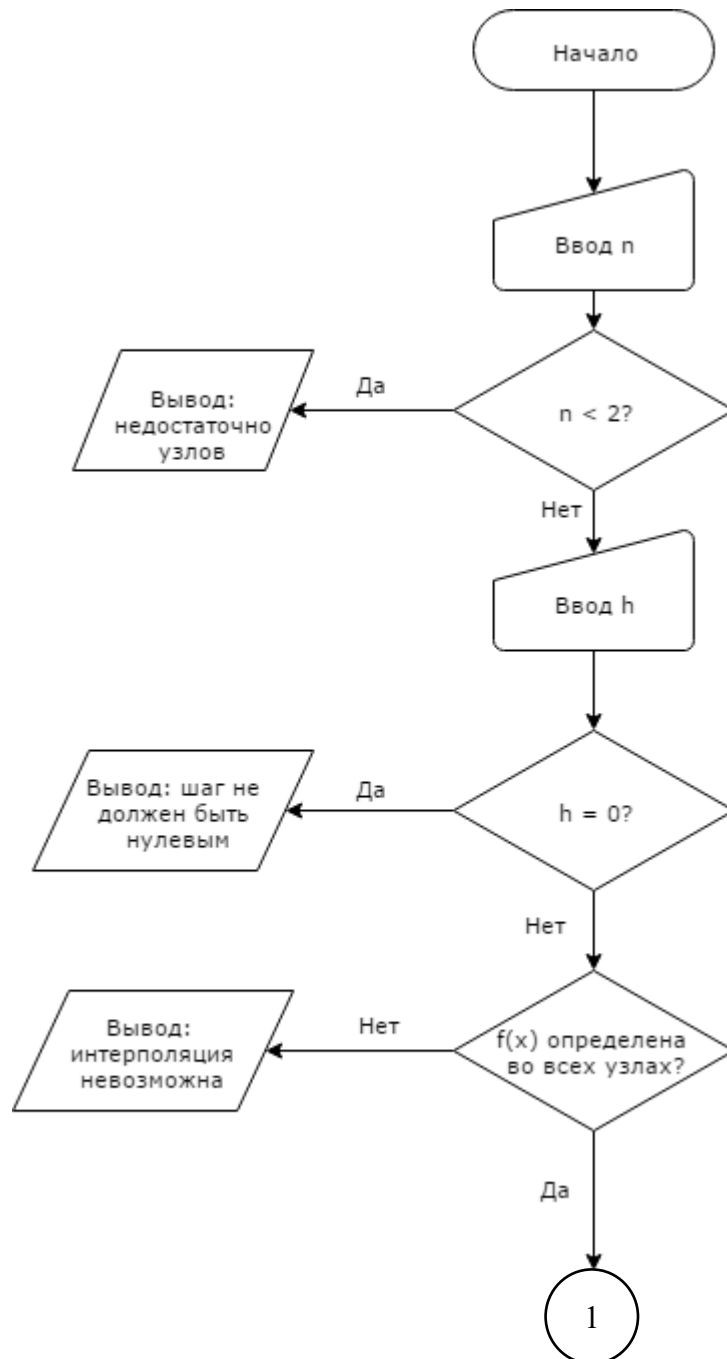 Начало
Ввод n
n < 2?
Да
Вывод:
недостаточно
узлов
Нет
Ввод h
h = 0?
Да
Вывод: шаг не
должен быть
нулевым
Нет
f(x) определена
во всех узлах?
Нет
Вывод:
интерполяция
невозможна
Да
1